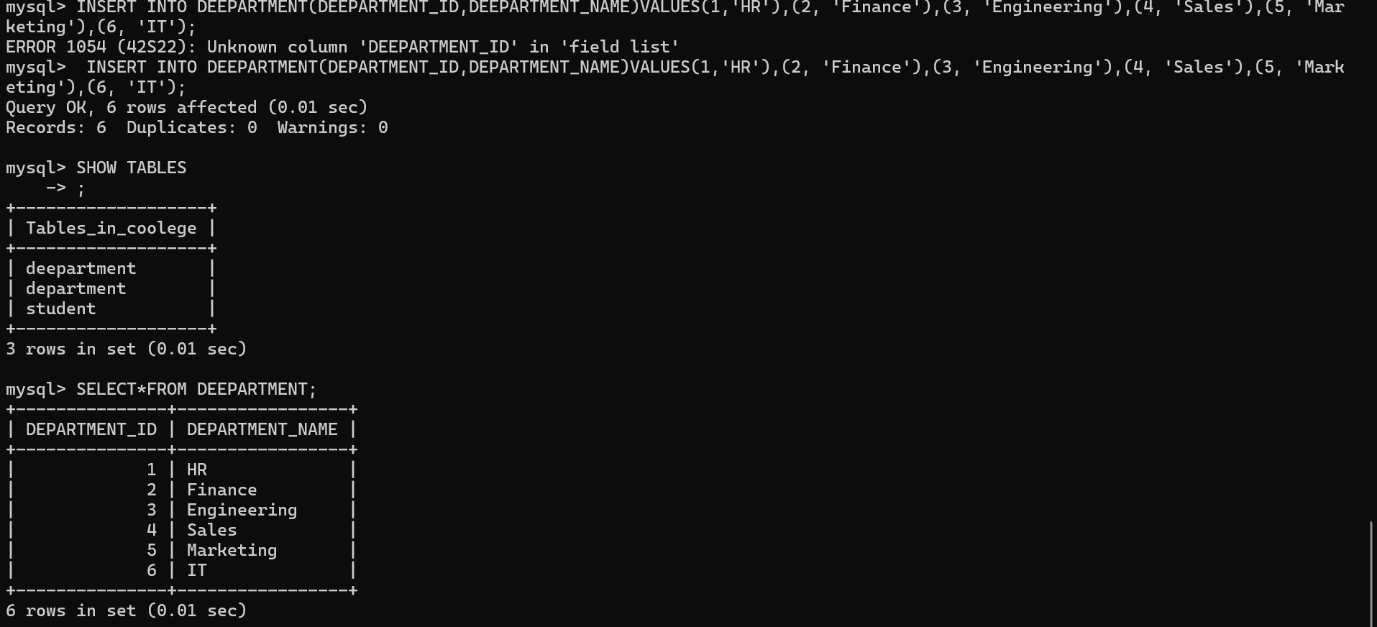 mysql> INSERT INTO DEEPARTMENT(DEEPARTMENT_ID,DEEPARTMENT_NAME)VALUES(1,'HR'),(2, 'Finance'),(3, 'Engineering'),(4, 'Sales'),(5, 'Mar
keting'),(6, 'IT');
ERROR 1054 (42S22): Unknown column 'DEEPARTMENT_ID' in 'field list'
mysql>  INSERT INTO DEEPARTMENT(DEPARTMENT_ID,DEPARTMENT_NAME)VALUES(1,'HR'),(2, 'Finance'),(3, 'Engineering'),(4, 'Sales'),(5, 'Mark
eting'),(6, 'IT');
Query OK, 6 rows affected (0.01 sec)
Records: 6  Duplicates: 0  Warnings: 0

mysql> SHOW TABLES
    -> ;
+-------------------+
| Tables_in_coolege |
+-------------------+
| deepartment       |
| department        |
| student           |
+-------------------+
3 rows in set (0.01 sec)

mysql> SELECT*FROM DEEPARTMENT;
+---------------+-----------------+
| DEPARTMENT_ID | DEPARTMENT_NAME |
+---------------+-----------------+
|             1 | HR              |
|             2 | Finance         |
|             3 | Engineering     |
|             4 | Sales           |
|             5 | Marketing       |
|             6 | IT              |
+---------------+-----------------+
6 rows in set (0.01 sec)